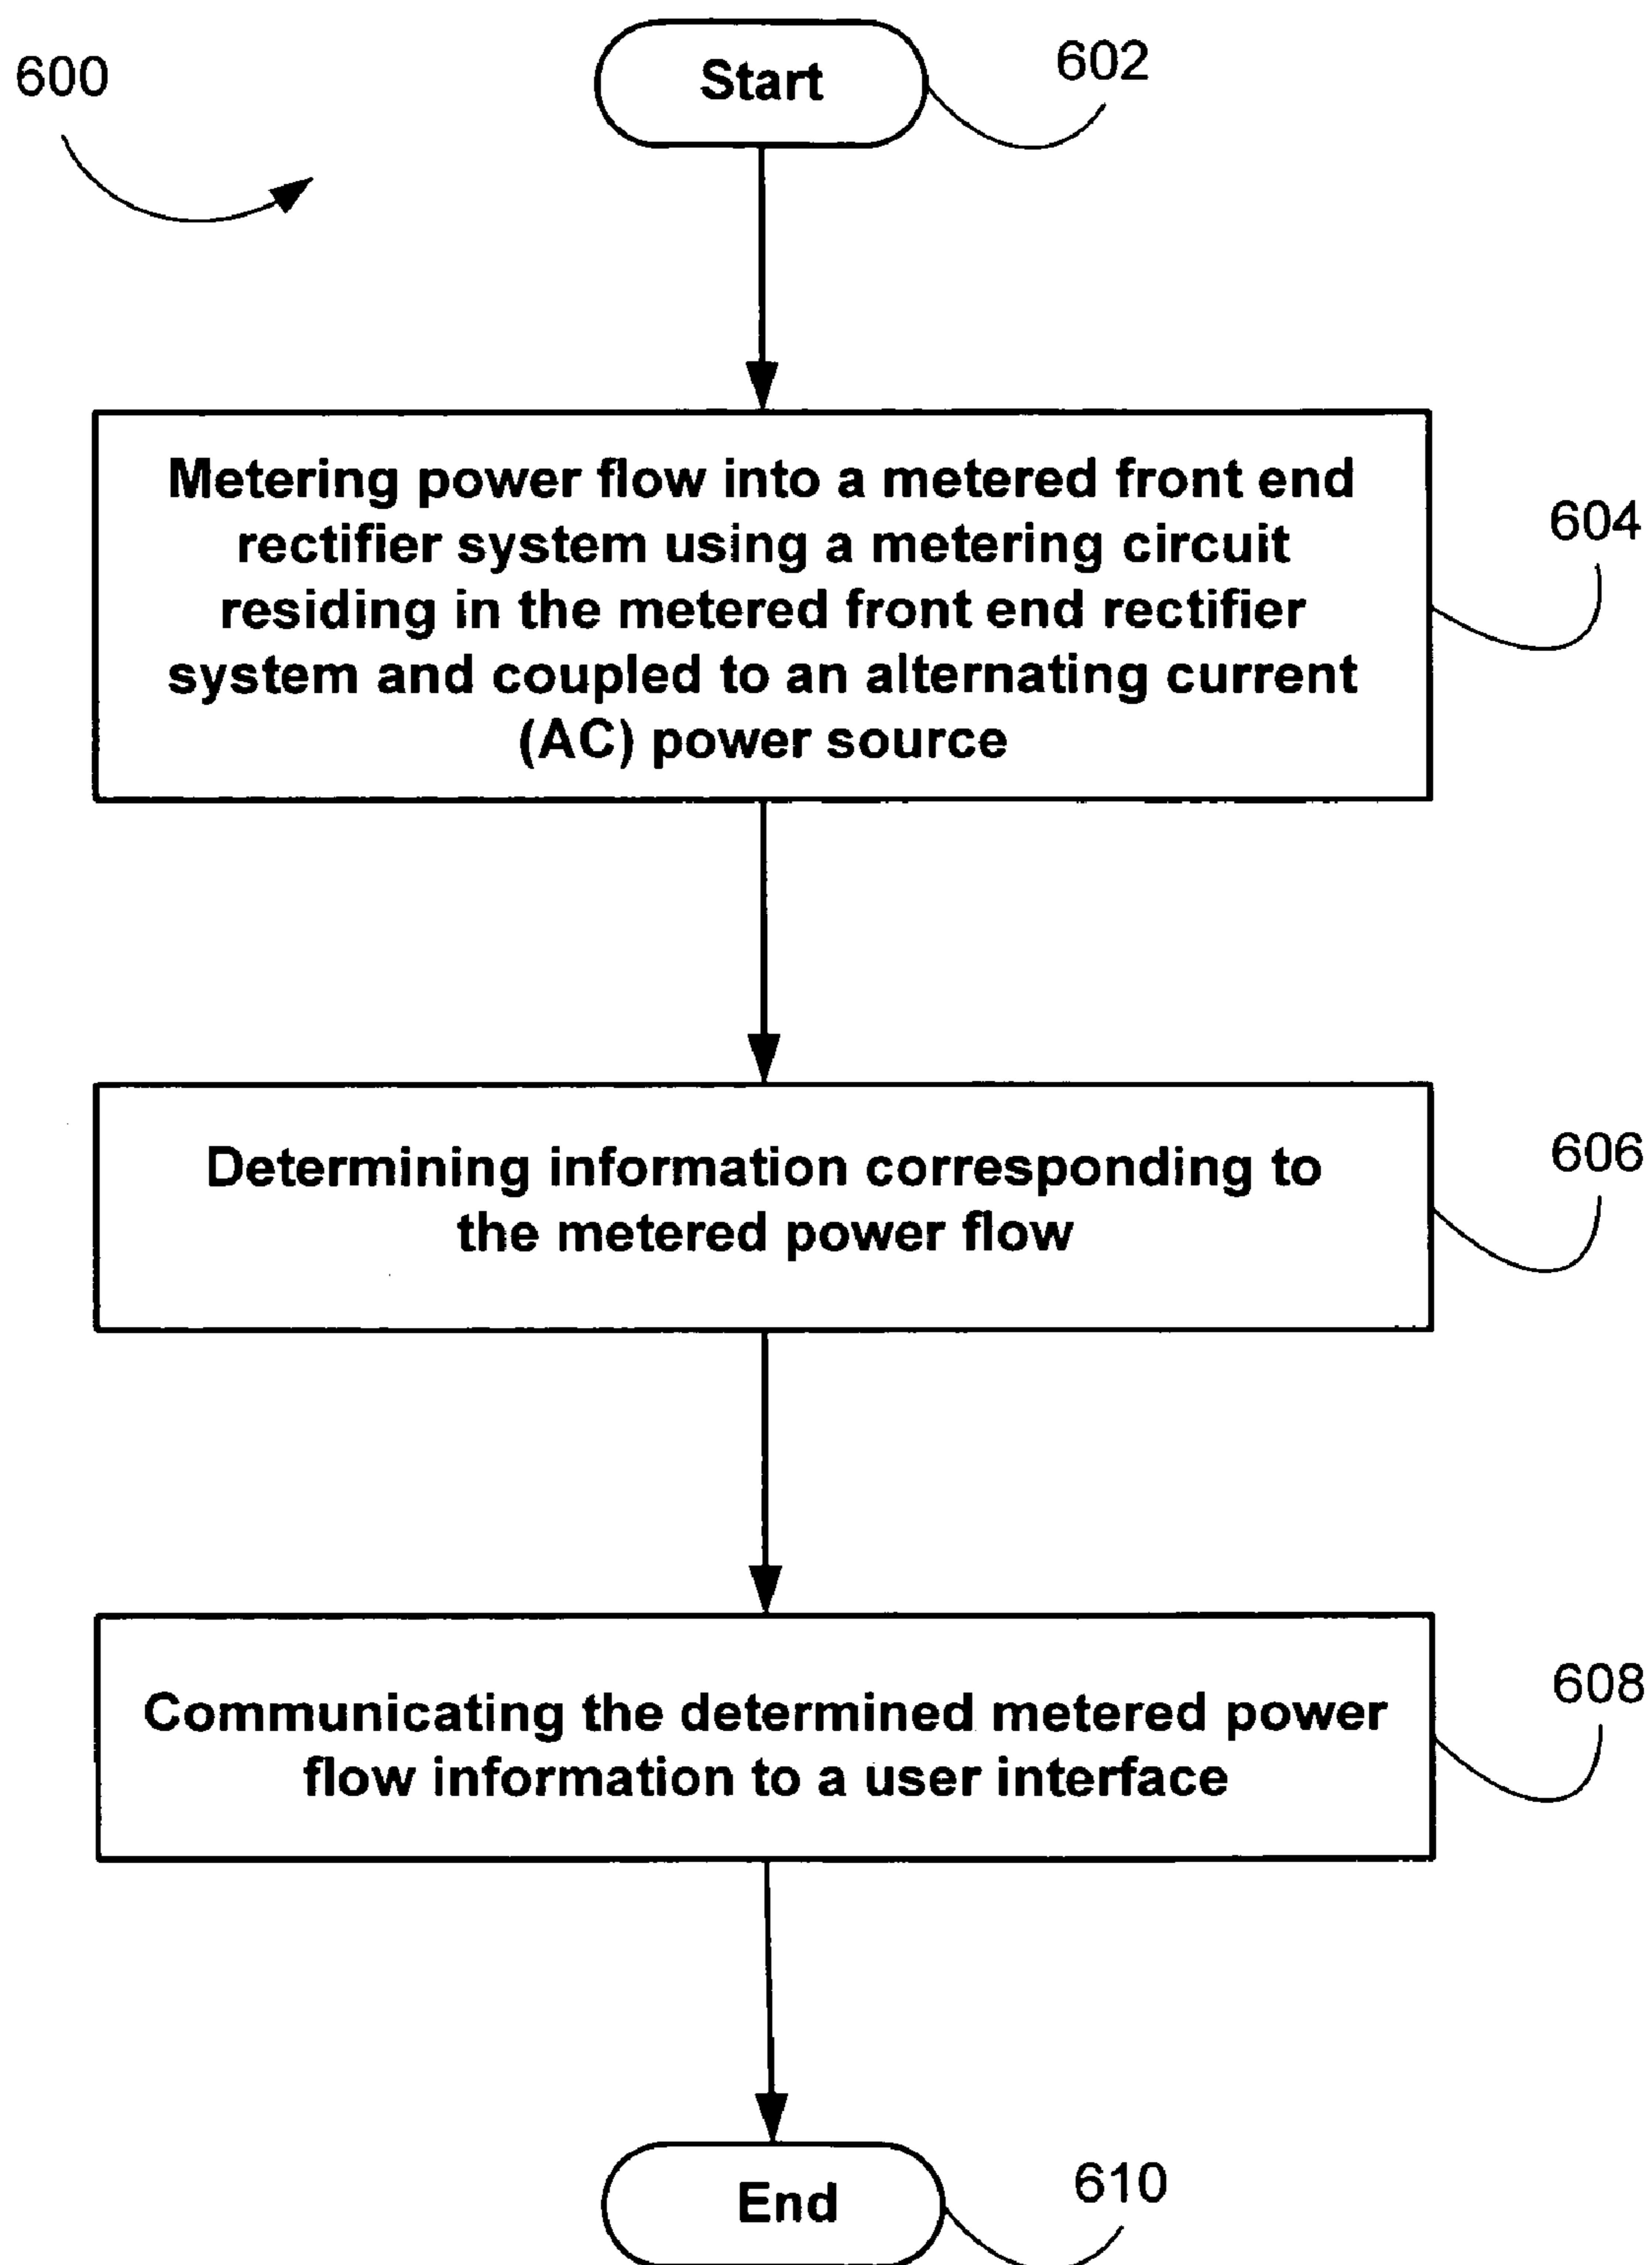 600
Start
602
Metering power flow into a metered front end
rectifier system using a metering circuit
residing in the metered front end rectifier
system and coupled to an alternating current
(AC) power source
604
Determining information corresponding to
the metered power flow
606
Communicating the determined metered power
flow information to a user interface
608
End
610